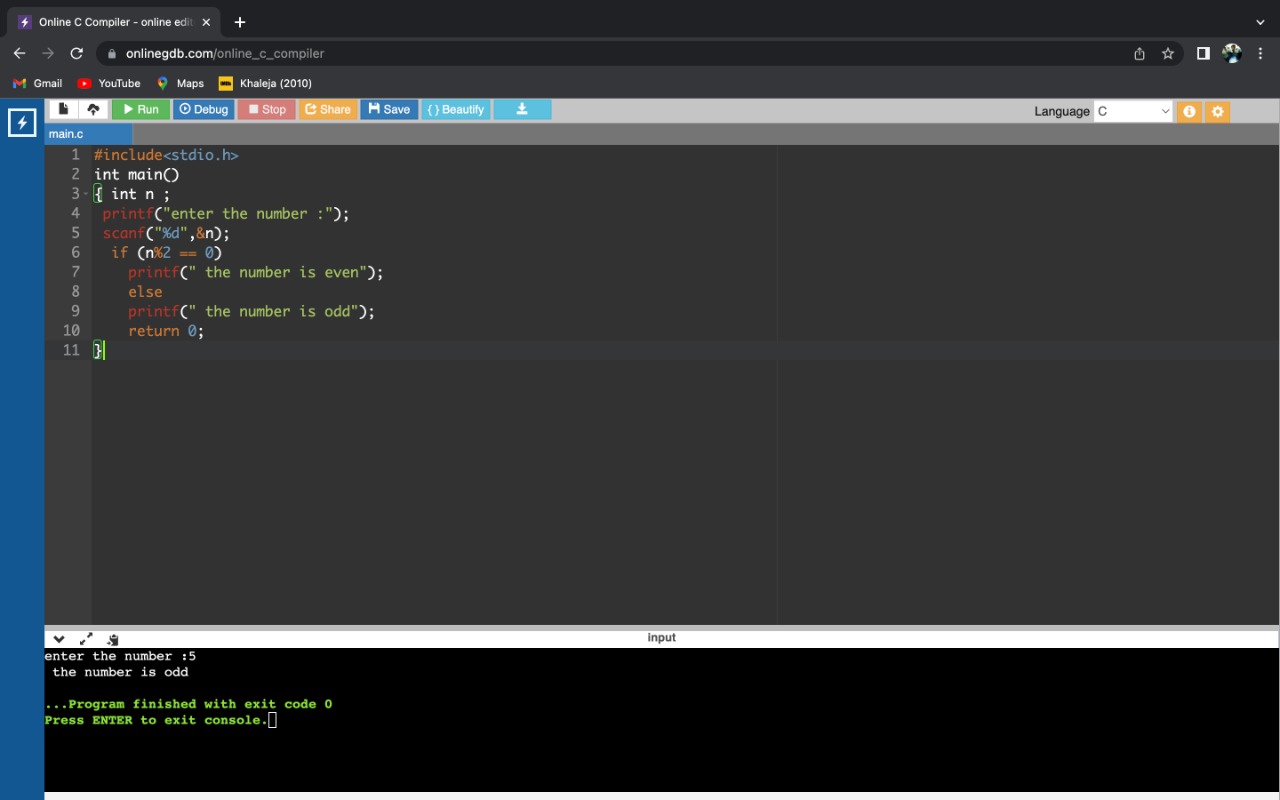 Online C Compiler - online edit
onlinegdb.com/online_c_compiler
Gmail YouTube Maps Khaleja (2010)
Run Debug Stop Share Save { } Beautify Language C
main.c
1 #include<stdio.h>
2 int main()
3 { int n ;
4 printf("enter the number :");
5 scanf("%d",&n);
6 if (n%2 == 0)
7 printf(" the number is even");
8 else
9 printf(" the number is odd");
10 return 0;
11 }
input
enter the number :5
the number is odd
...Program finished with exit code 0
Press ENTER to exit console.